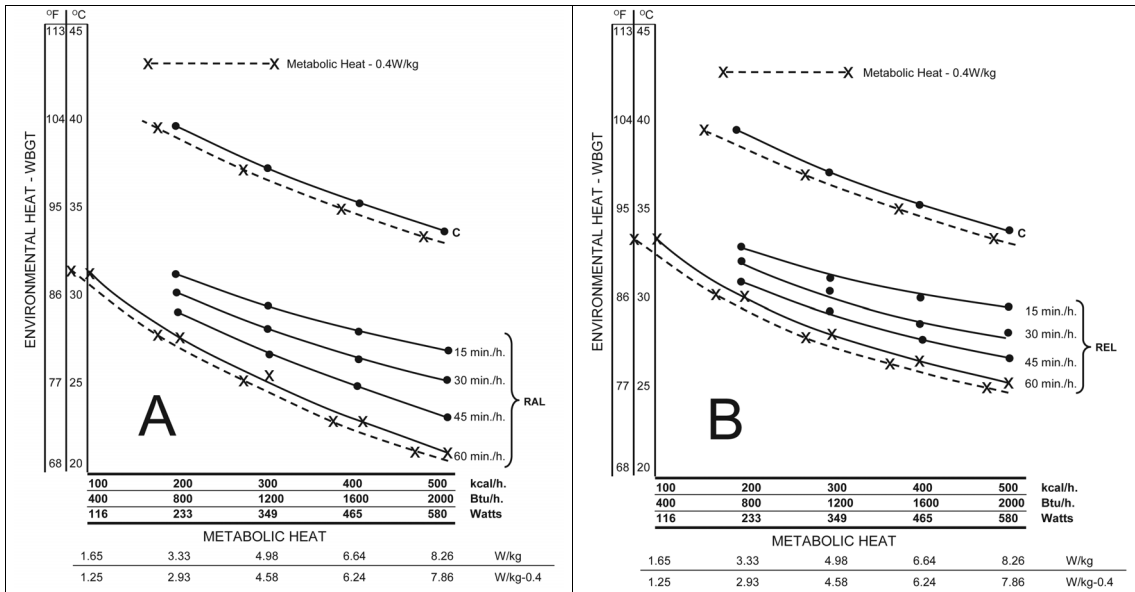 °F °C
113 45
X X Metabolic Heat - 0.4W/kg
104 40
C
95 35
ENVIRONMENTAL HEAT - WBGT
86 30
15 min./h.
30 min./h.
77 25
RAL
45 min./h.
A
60 min./h.
68 20
100 200 300 400 500 kcal/h.
400 800 1200 1600 2000 Btu/h.
116 233 349 465 580 Watts
METABOLIC HEAT
1.65 3.33 4.98 6.64 8.26 W/kg
1.25 2.93 4.58 6.24 7.86 W/kg-0.4
°F °C
113 45
X X Metabolic Heat - 0.4W/kg
104 40
C
95 35
ENVIRONMENTAL HEAT - WBGT
86 30
15 min./h.
30 min./h.
REL
45 min./h.
77 25
60 min./h.
B
68 20
100 200 300 400 500 kcal/h.
400 800 1200 1600 2000 Btu/h.
116 233 349 465 580 Watts
METABOLIC HEAT
1.65 3.33 4.98 6.64 8.26 W/kg
1.25 2.93 4.58 6.24 7.86 W/kg-0.4